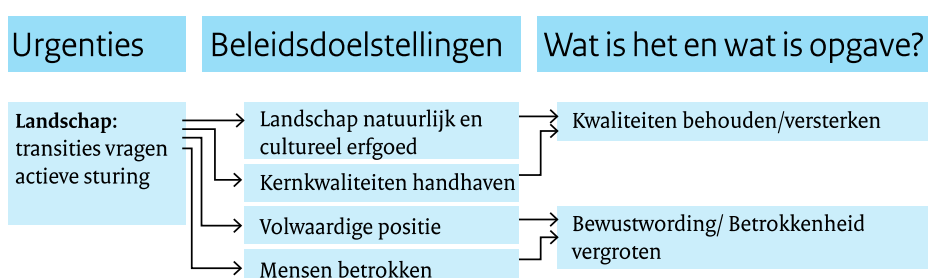 Urgenties
Beleidsdoelstellingen
Wat is het en wat is opgave?
Landschap:
transities vragen
actieve sturing
Landschap natuurlijk en
cultureel erfgoed
Kernkwaliteiten handhaven
Volwaardige positie
Mensen betrokken
Kwaliteiten behouden/versterken
Bewustwording/ Betrokkenheid
vergroten